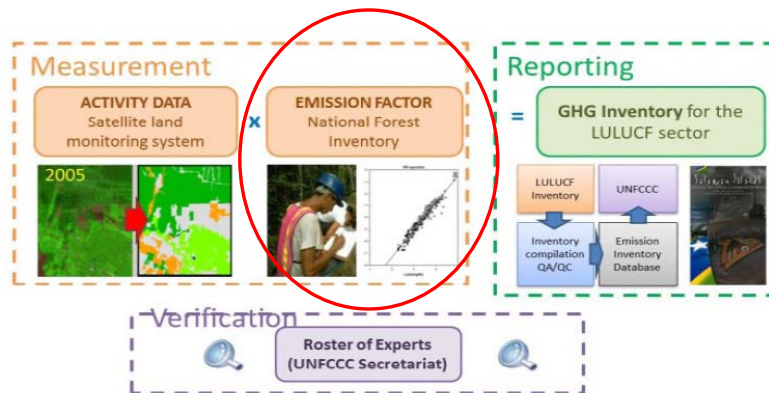 Measurement
ACTIVITY DATA
Satellite land
monitoring system
x
EMISSION FACTOR
National Forest
Inventory
2005
Reporting
=
GHG Inventory for the
LULUCF sector
LULUCF
Inventory
UNFCCC
Inventory
compilation
QA/QC
Emission
Inventory
Database
Verification
Roster of Experts
(UNFCCC Secretariat)